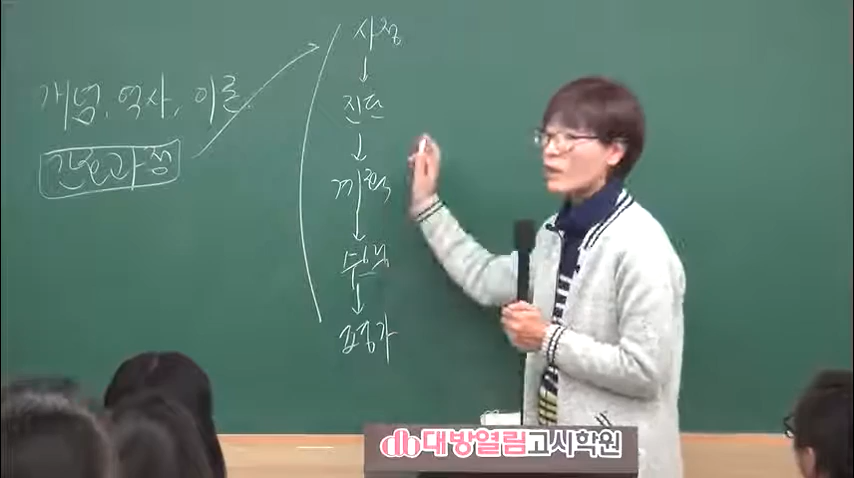 개념, 역사, 이론
간호과정
사정
↓
진단
↓
계획
↓
수행
↓
평가
대방열림고시학원